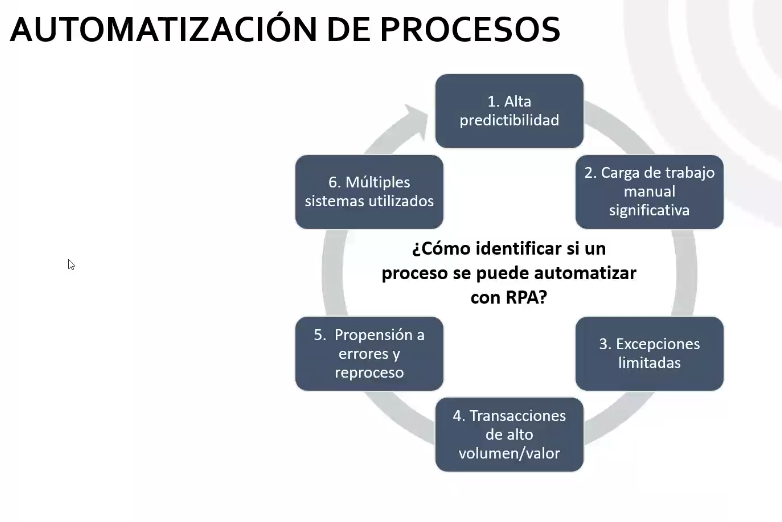 AUTOMATIZACIÓN DE PROCESOS
1. Alta
predictibilidad
2. Carga de trabajo
manual
significativa
3. Excepciones
limitadas
4. Transacciones
de alto
volumen/valor
5. Propensión a
errores y
reproceso
6. Múltiples
sistemas utilizados
¿Cómo identificar si un
proceso se puede automatizar
con RPA?